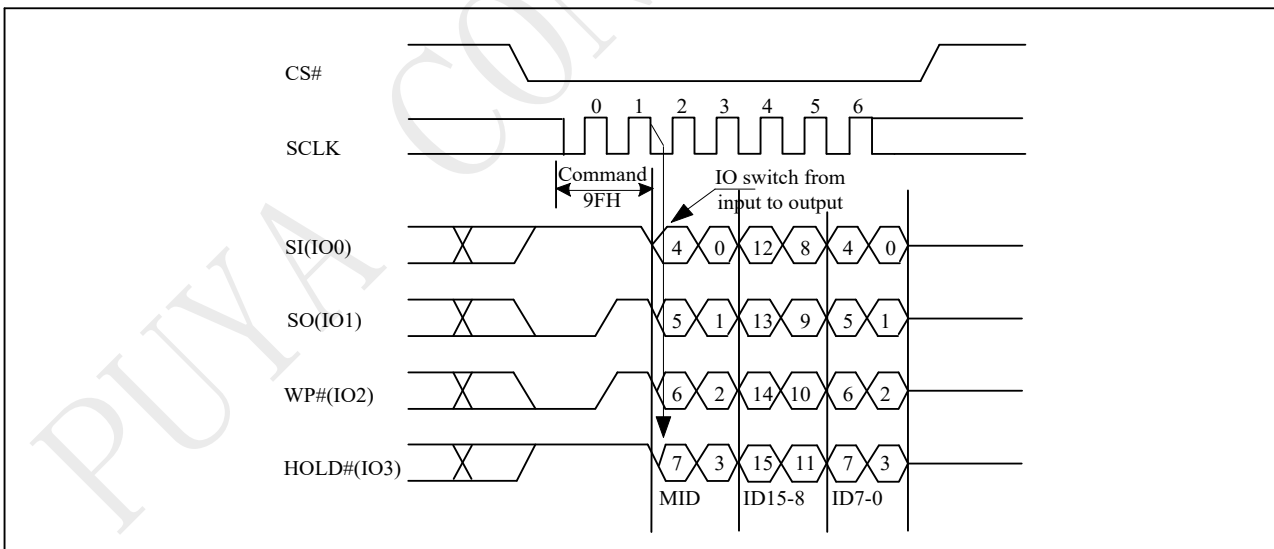 PUYA CON
CS#
0 1 2 3 4 5 6
SCLK
Command
9FH
IO switch from
input to output
SI(IO0)
4 0 12 8 4 0
SO(IO1)
5 1 13 9 5 1
WP#(IO2)
6 2 14 10 6 2
HOLD#(IO3)
7 3 15 11 7 3
MID ID15-8 ID7-0